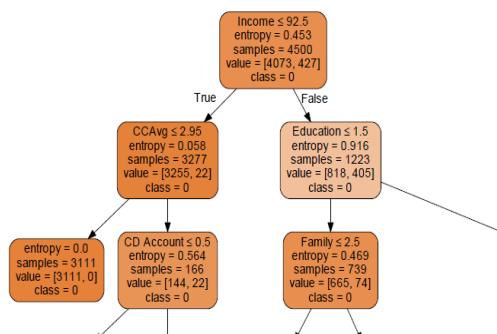 Income ≤ 92.5
entropy = 0.453
samples = 4500
value = [4073, 427]
class = 0
True
False
CCAvg ≤ 2.95
entropy = 0.058
samples = 3277
value = [3255, 22]
class = 0
Education ≤ 1.5
entropy = 0.916
samples = 1223
value = [818, 405]
class = 0
entropy = 0.0
samples = 3111
value = [3111, 0]
class = 0
CD Account ≤ 0.5
entropy = 0.564
samples = 166
value = [144, 22]
class = 0
Family ≤ 2.5
entropy = 0.469
samples = 739
value = [665, 74]
class = 0